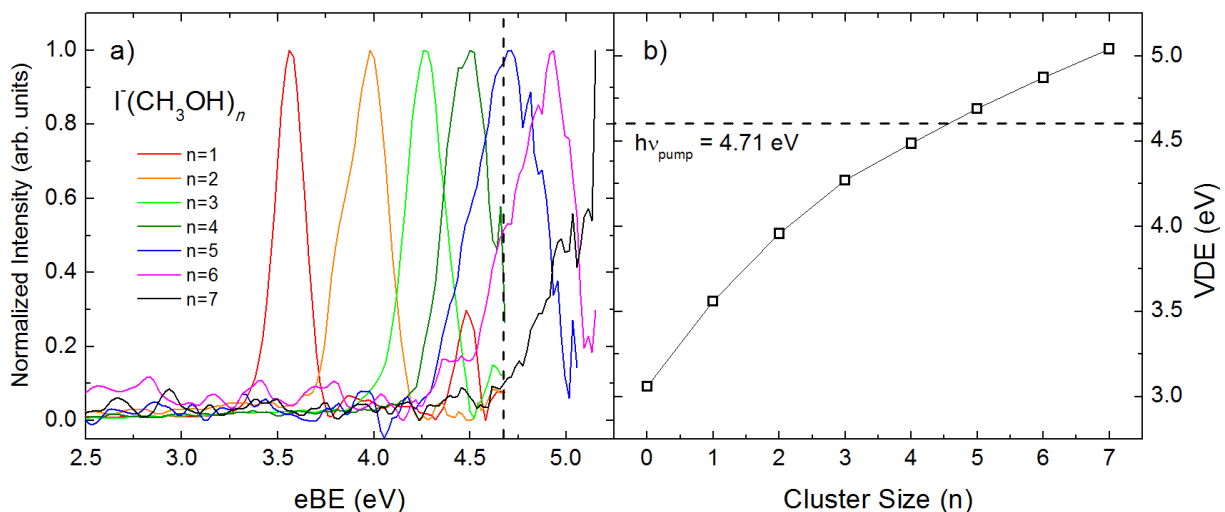 a)
I⁻(CH₃OH)ₙ
n=1
n=2
n=3
n=4
n=5
n=6
n=7
Normalized Intensity (arb. units)
1.0
0.8
0.6
0.4
0.2
0.0
2.5 3.0 3.5 4.0 4.5 5.0
eBE (eV)
b)
hν_pump = 4.71 eV
5.0
4.5
4.0
3.5
3.0
VDE (eV)
0 1 2 3 4 5 6 7
Cluster Size (n)